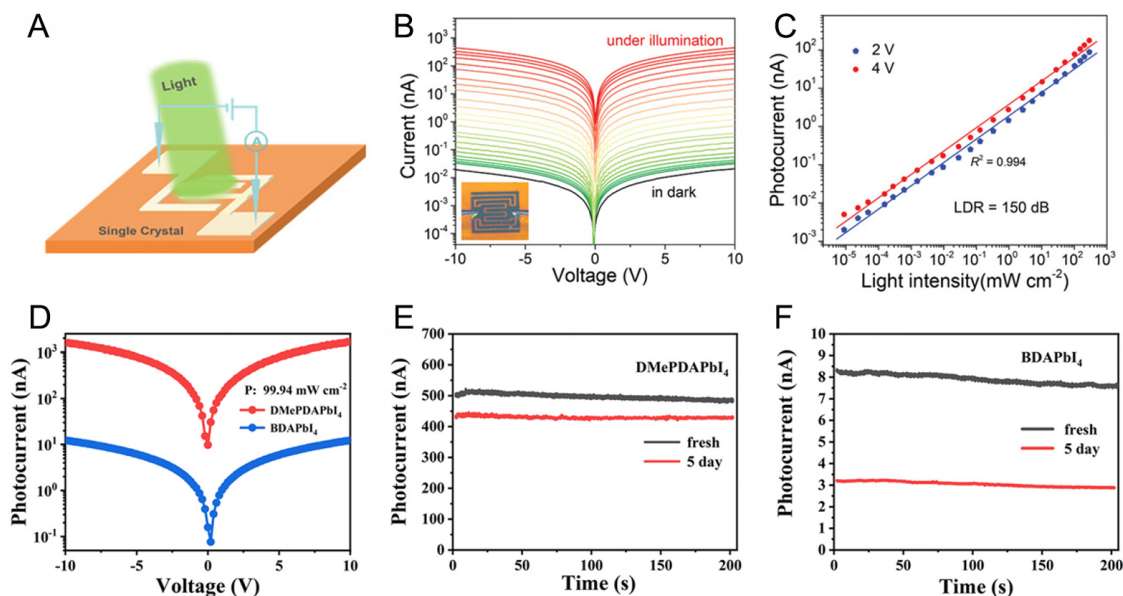 A
Light
A
Single Crystal
B
Current (nA)
10³
10²
10¹
10⁰
10⁻¹
10⁻²
10⁻³
10⁻⁴
under illumination
in dark
-10
-5
0
5
10
Voltage (V)
C
Photocurrent (nA)
10²
10¹
10⁰
10⁻¹
10⁻²
10⁻³
2 V
4 V
R² = 0.994
LDR = 150 dB
10⁻⁵
10⁻⁴
10⁻³
10⁻²
10⁻¹
10⁰
10¹
10²
10³
Light intensity(mW cm⁻²)
D
Photocurrent (nA)
10³
10²
10¹
10⁰
10⁻¹
P: 99.94 mW cm⁻²
DMePDAPbI₄
BDAPbI₄
-10
-5
0
5
10
Voltage (V)
E
Photocurrent (nA)
700
600
500
400
300
200
100
0
DMePDAPbI₄
fresh
5 day
0
50
100
150
200
Time (s)
F
Photocurrent (nA)
10
9
8
7
6
5
4
3
2
1
0
BDAPbI₄
fresh
5 day
0
50
100
150
200
Time (s)